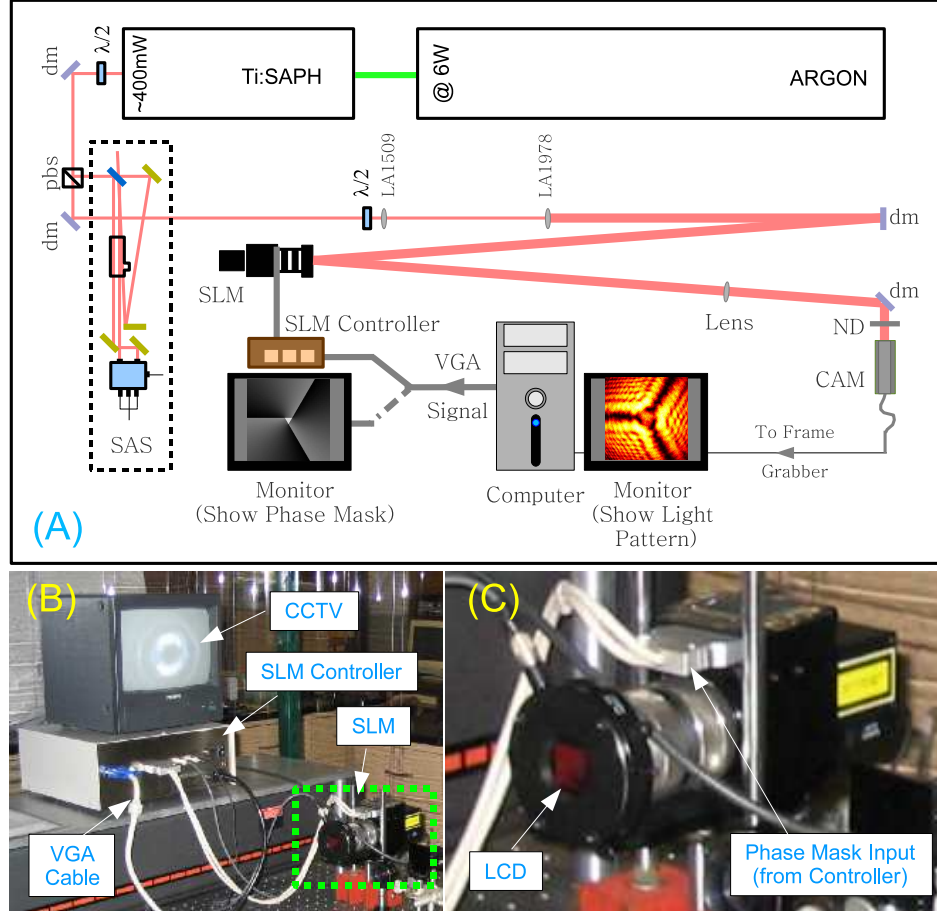 λ/2
dm
~400mW
Ti:SAPH
@ 6W
ARGON
pbs
dm
λ/2
LA1509
LA1978
dm
SLM
dm
Lens
ND
SLM Controller
VGA
Signal
CAM
SAS
To Frame
Grabber
Monitor
(Show Phase Mask)
Computer
Monitor
(Show Light
Pattern)
(A)
(B)
CCTV
SLM Controller
SLM
VGA
Cable
(C)
LCD
Phase Mask Input
(from Controller)